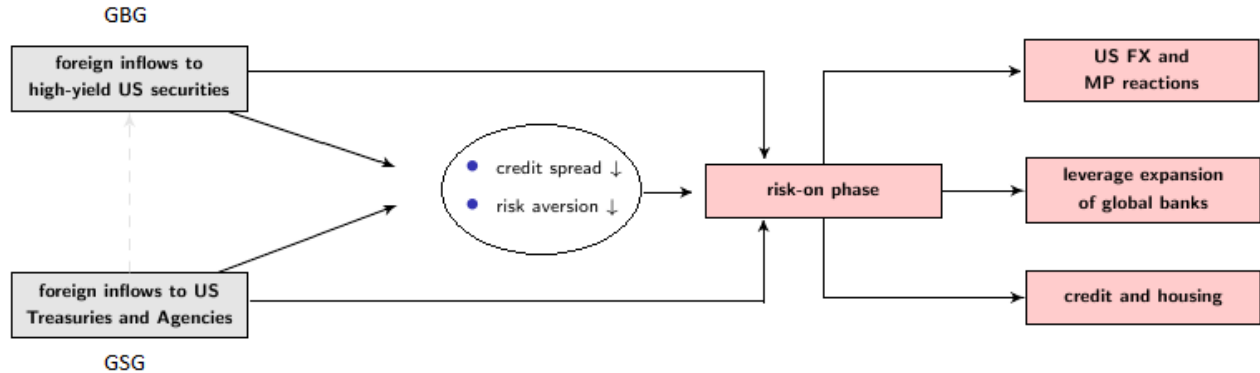 GBG
foreign inflows to
high-yield US securities
credit spread ↓
risk aversion ↓
foreign inflows to US
Treasuries and Agencies
GSG
risk-on phase
US FX and
MP reactions
leverage expansion
of global banks
credit and housing